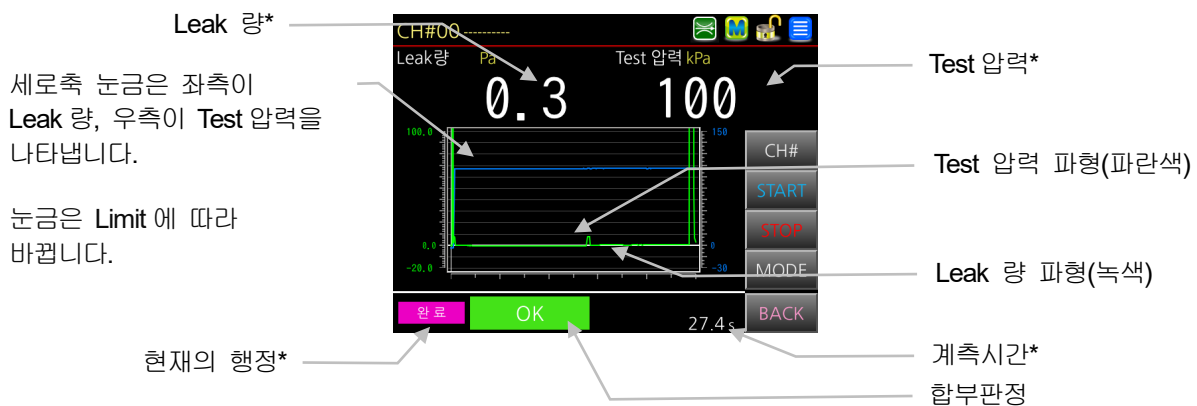 Leak 량*
세로축 눈금은 좌측이
Leak 량, 우측이 Test 압력을
나타냅니다.
눈금은 Limit 에 따라
바뀝니다.
현재의 행정*
CH#00 ----------
M
Leak량 Pa Test 압력 kPa
0.3 100
100.0 150
0.0 0
-20.0 -30
CH#
START
STOP
MODE
BACK
완료 OK 27.4 s
Test 압력*
Test 압력 파형(파란색)
Leak 량 파형(녹색)
계측시간*
합부판정